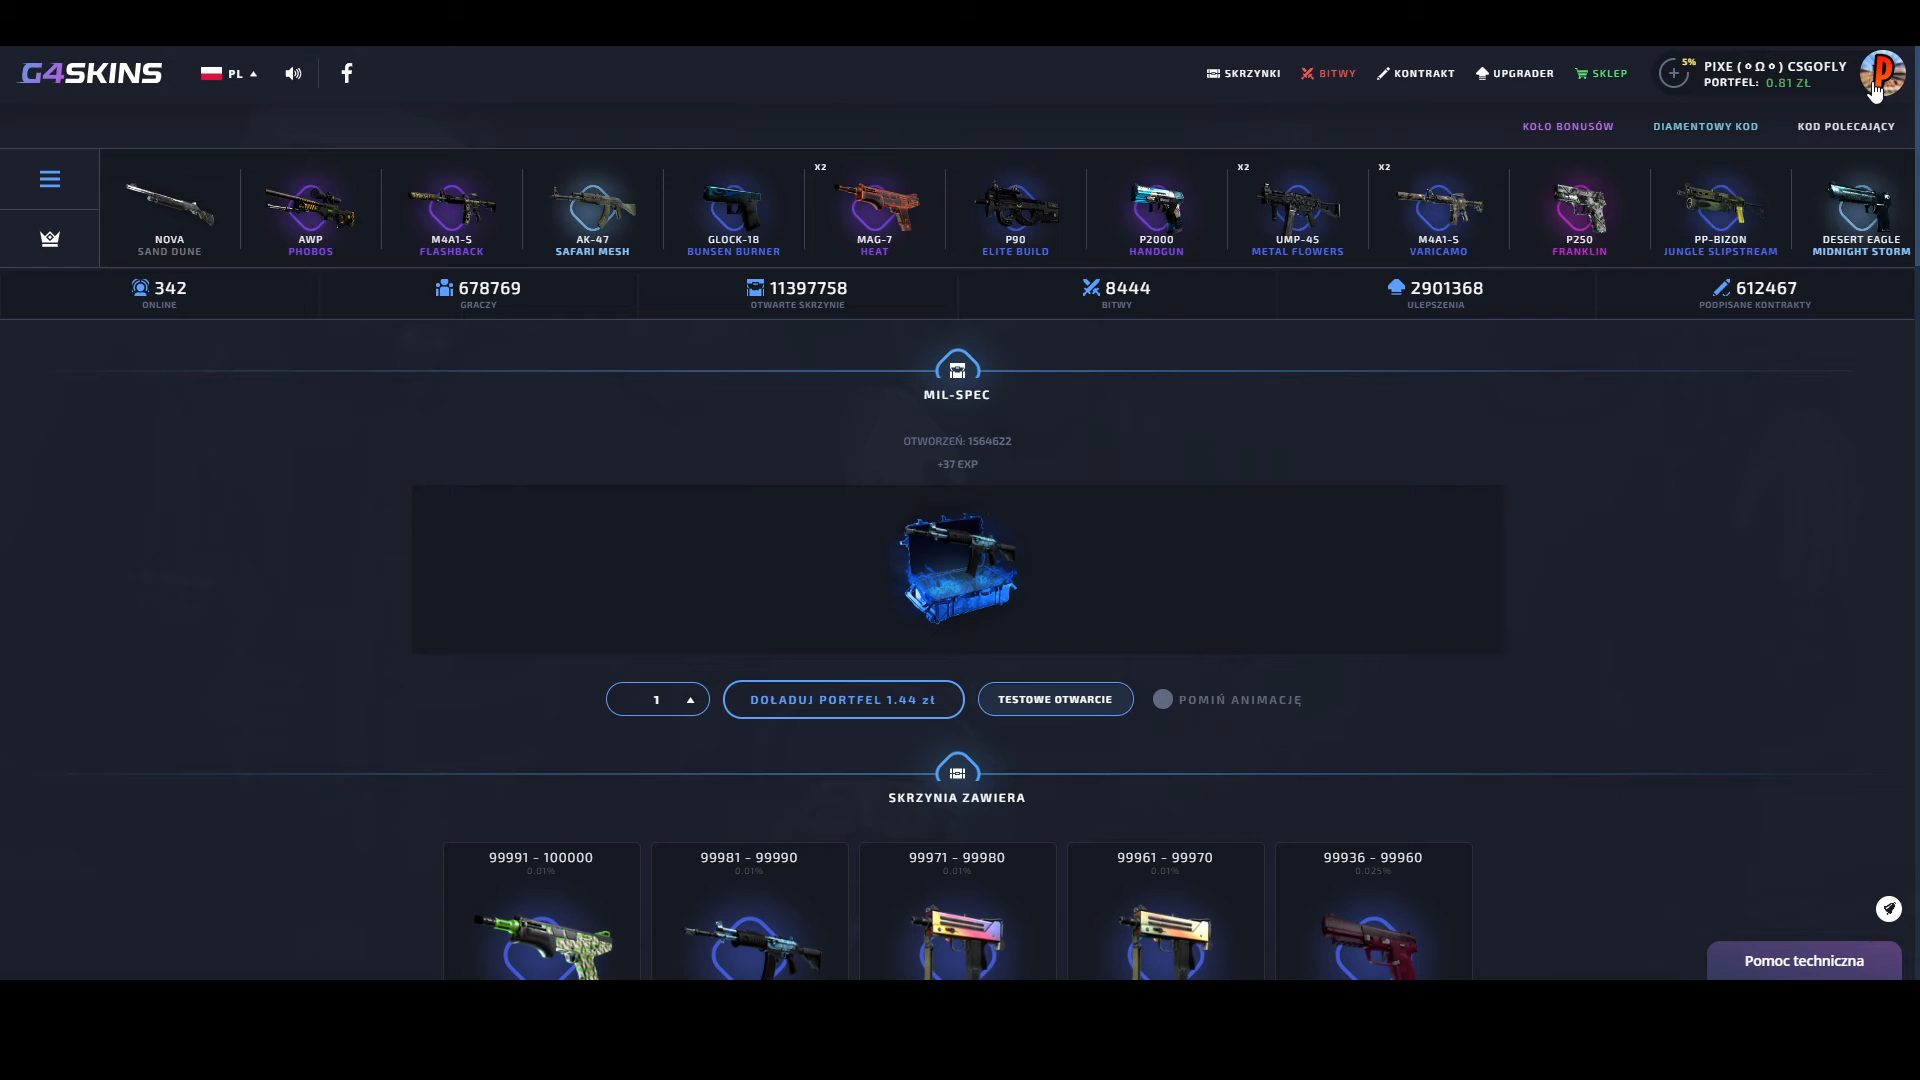 G4SKINS
PL
SKRZYNKI
BITWY
KONTRAKT
UPGRADER
SKLEP
5%
PIXE (⚬Ω⚬) CSGOFLY
PORTFEL: 0.81 ZŁ
KOŁO BONUSÓW
DIAMENTOWY KOD
KOD POLECAJĄCY
NOVA
SAND DUNE
AWP
PHOBOS
M4A1-S
FLASHBACK
AK-47
SAFARI MESH
GLOCK-18
BUNSEN BURNER
X2
MAG-7
HEAT
P90
ELITE BUILD
P2000
HANDGUN
X2
UMP-45
METAL FLOWERS
X2
M4A1-S
VARICAMO
P250
FRANKLIN
PP-BIZON
JUNGLE SLIPSTREAM
DESERT EAGLE
MIDNIGHT STORM
342
ONLINE
678769
GRACZY
11397758
OTWARTE SKRZYNIE
8444
BITWY
2901368
ULEPSZENIA
612467
PODPISANE KONTRAKTY
MIL-SPEC
OTWORZEŃ: 1564622
+37 EXP
1
DOŁADUJ PORTFEL 1.44 zł
TESTOWE OTWARCIE
POMIŃ ANIMACJĘ
SKRZYNIA ZAWIERA
99991 - 100000
0.01%
99981 - 99990
0.01%
99971 - 99980
0.01%
99961 - 99970
0.01%
99936 - 99960
0.025%
Pomoc techniczna